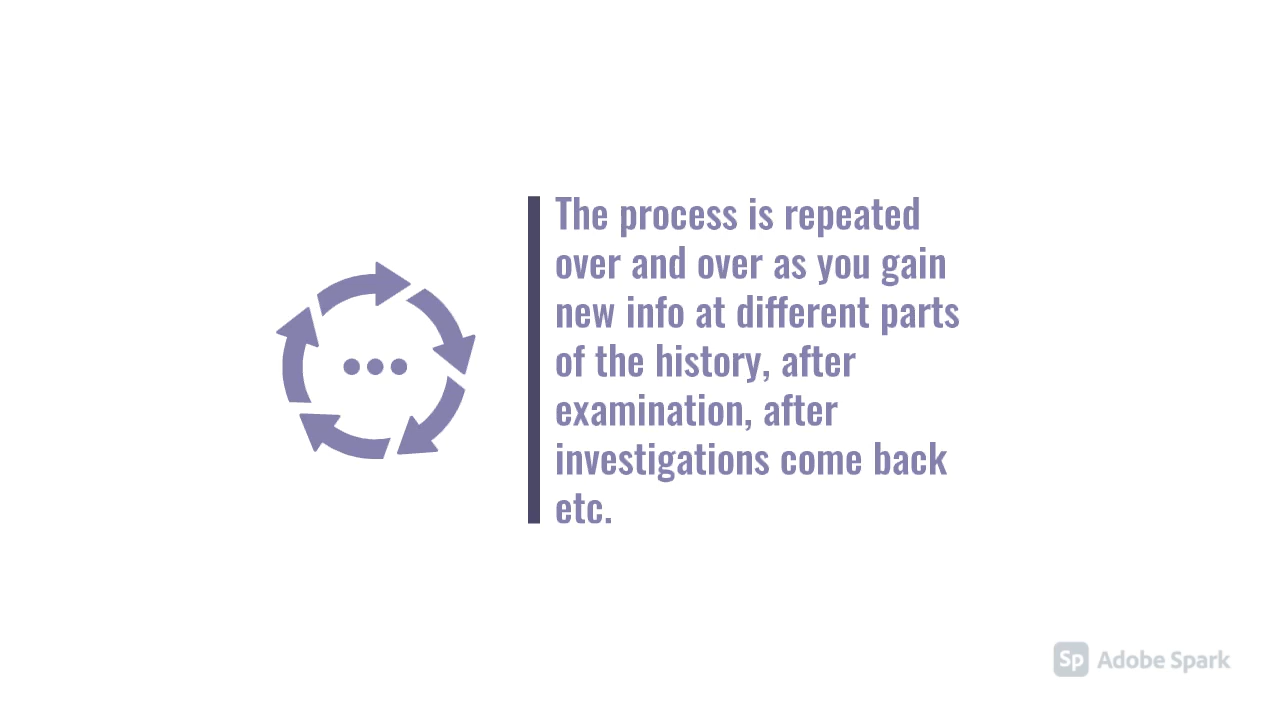 The process is repeated
over and over as you gain
new info at different parts
of the history, after
examination, after
investigations come back
etc.
Sp Adobe Spark